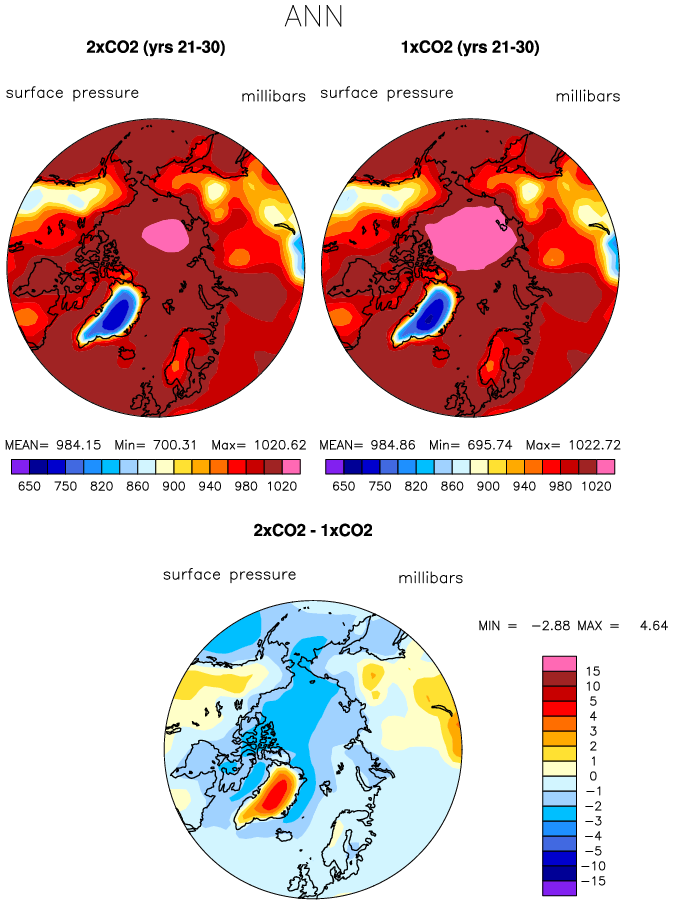 ANN
2xCO2 (yrs 21-30) 1xCO2 (yrs 21-30)
surface pressure millibars surface pressure millibars
MEAN= 984.15 Min= 700.31 Max= 1020.62 MEAN= 984.86 Min= 695.74 Max= 1022.72
650 750 820 860 900 940 980 1020 650 750 820 860 900 940 980 1020
2xCO2 - 1xCO2
surface pressure millibars
MIN = -2.88 MAX = 4.64
15
10
5
4
3
2
1
0
-1
-2
-3
-4
-5
-10
-15